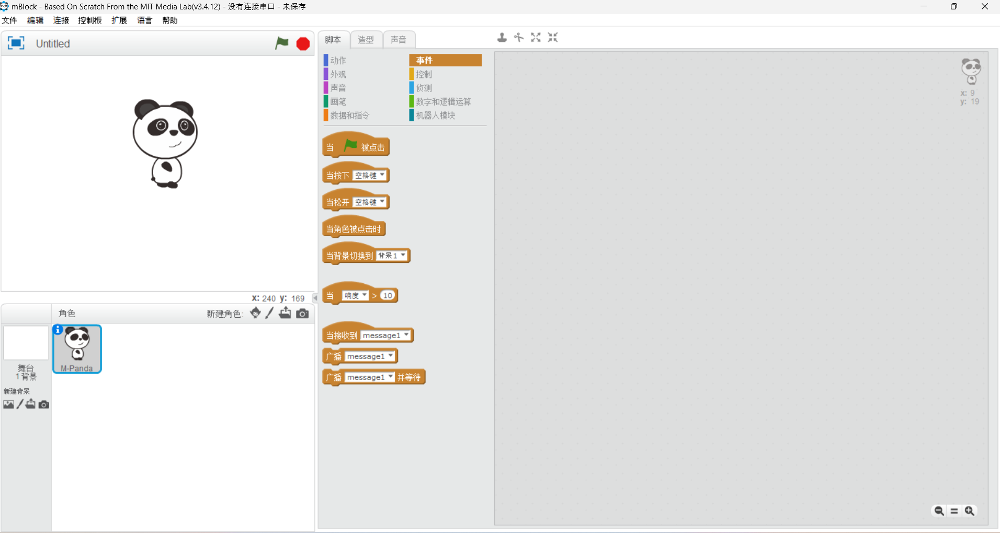 mBlock - Based On Scratch From the MIT Media Lab(v3.4.12) - 没有连接串口 - 未保存
文件 编辑 连接 控制板 扩展 语言 帮助
Untitled
x: 240 y: 169
角色 新建角色:
M-Panda
舞台
1 背景
新建背景
脚本 造型 声音
动作 事件
外观 控制
声音 侦测
画笔 数字和逻辑运算
数据和指令 机器人模块
当 被点击
当按下 空格键
当松开 空格键
当角色被点击时
当背景切换到 背景1
当 响度 > 10
当接收到 message1
广播 message1
广播 message1 并等待
x: 9
y: 19